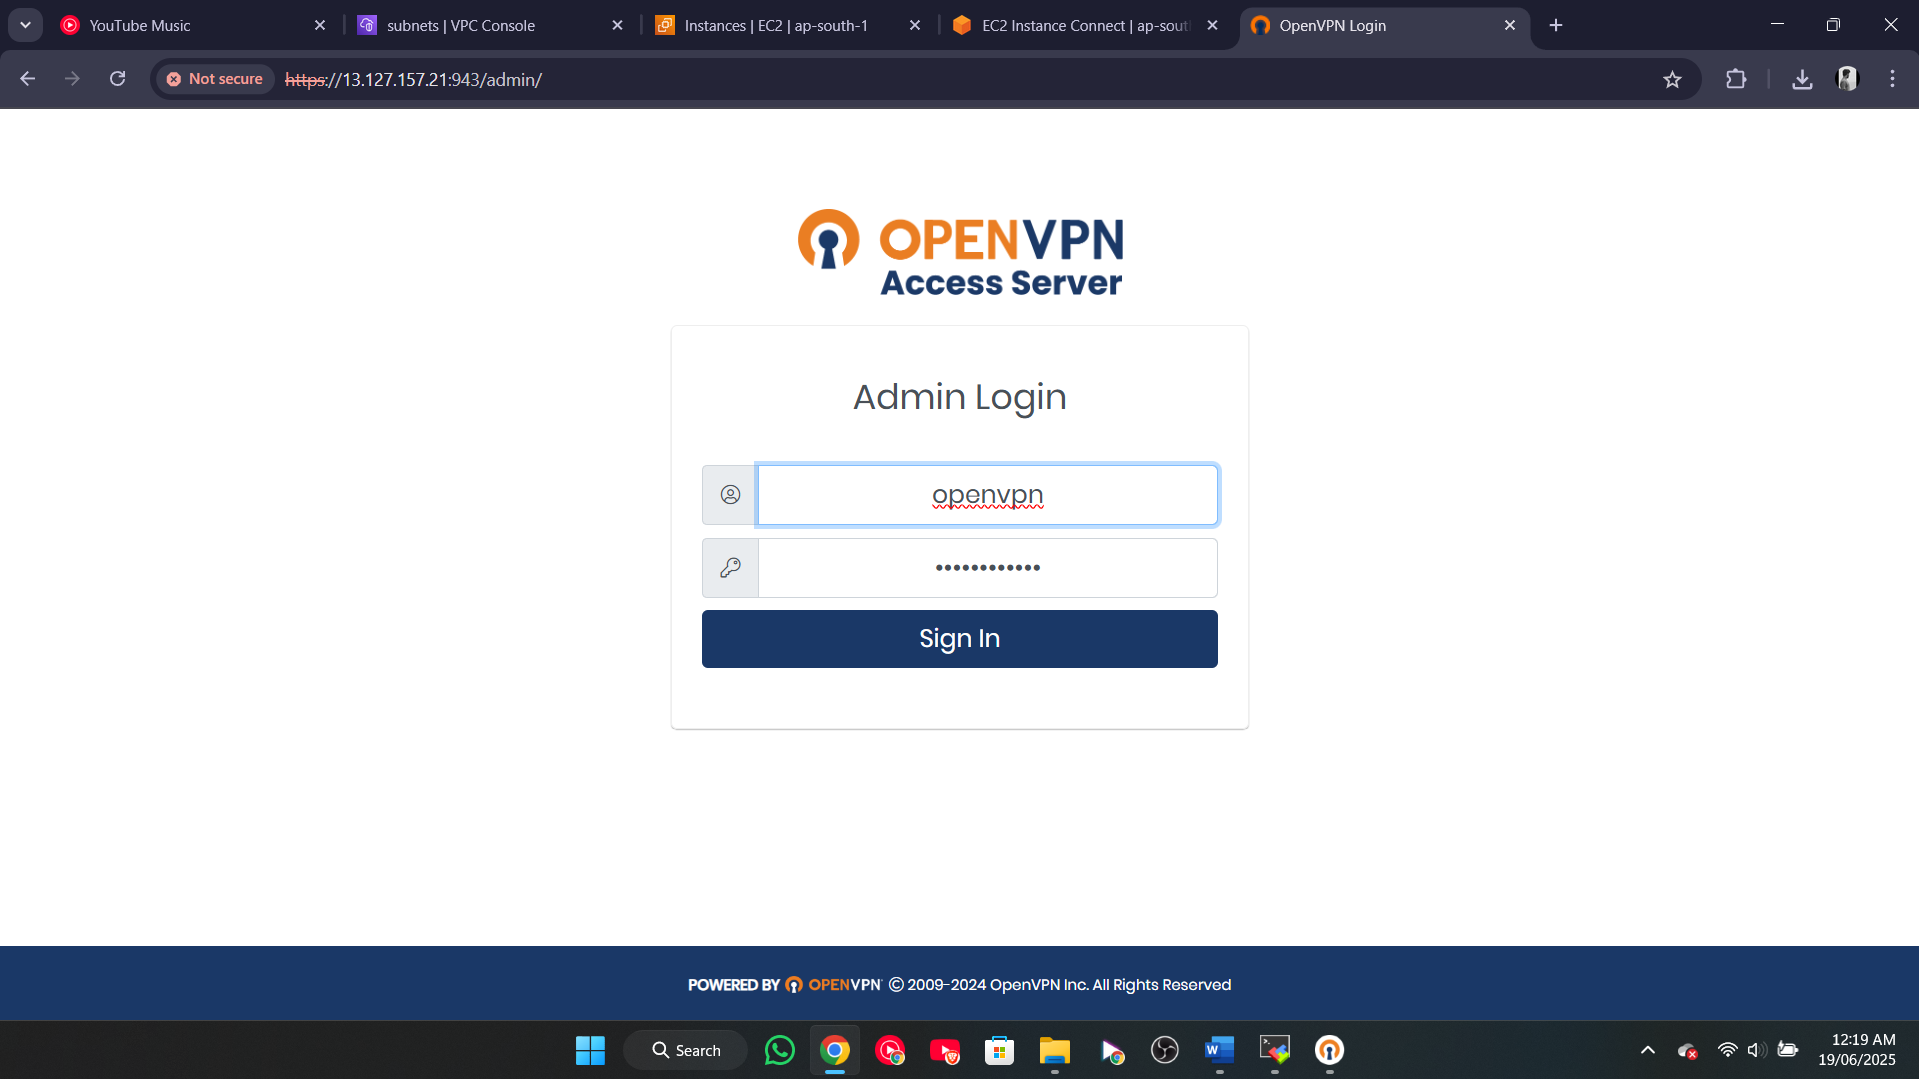 YouTube Music
subnets | VPC Console
Instances | EC2 | ap-south-1
EC2 Instance Connect | ap-sout
OpenVPN Login
Not secure
https://13.127.157.21:943/admin/
OPENVPN
Access Server
Admin Login
openvpn
••••••••••••
Sign In
POWERED BY OPENVPN © 2009-2024 OpenVPN Inc. All Rights Reserved
Search
12:19 AM
19/06/2025